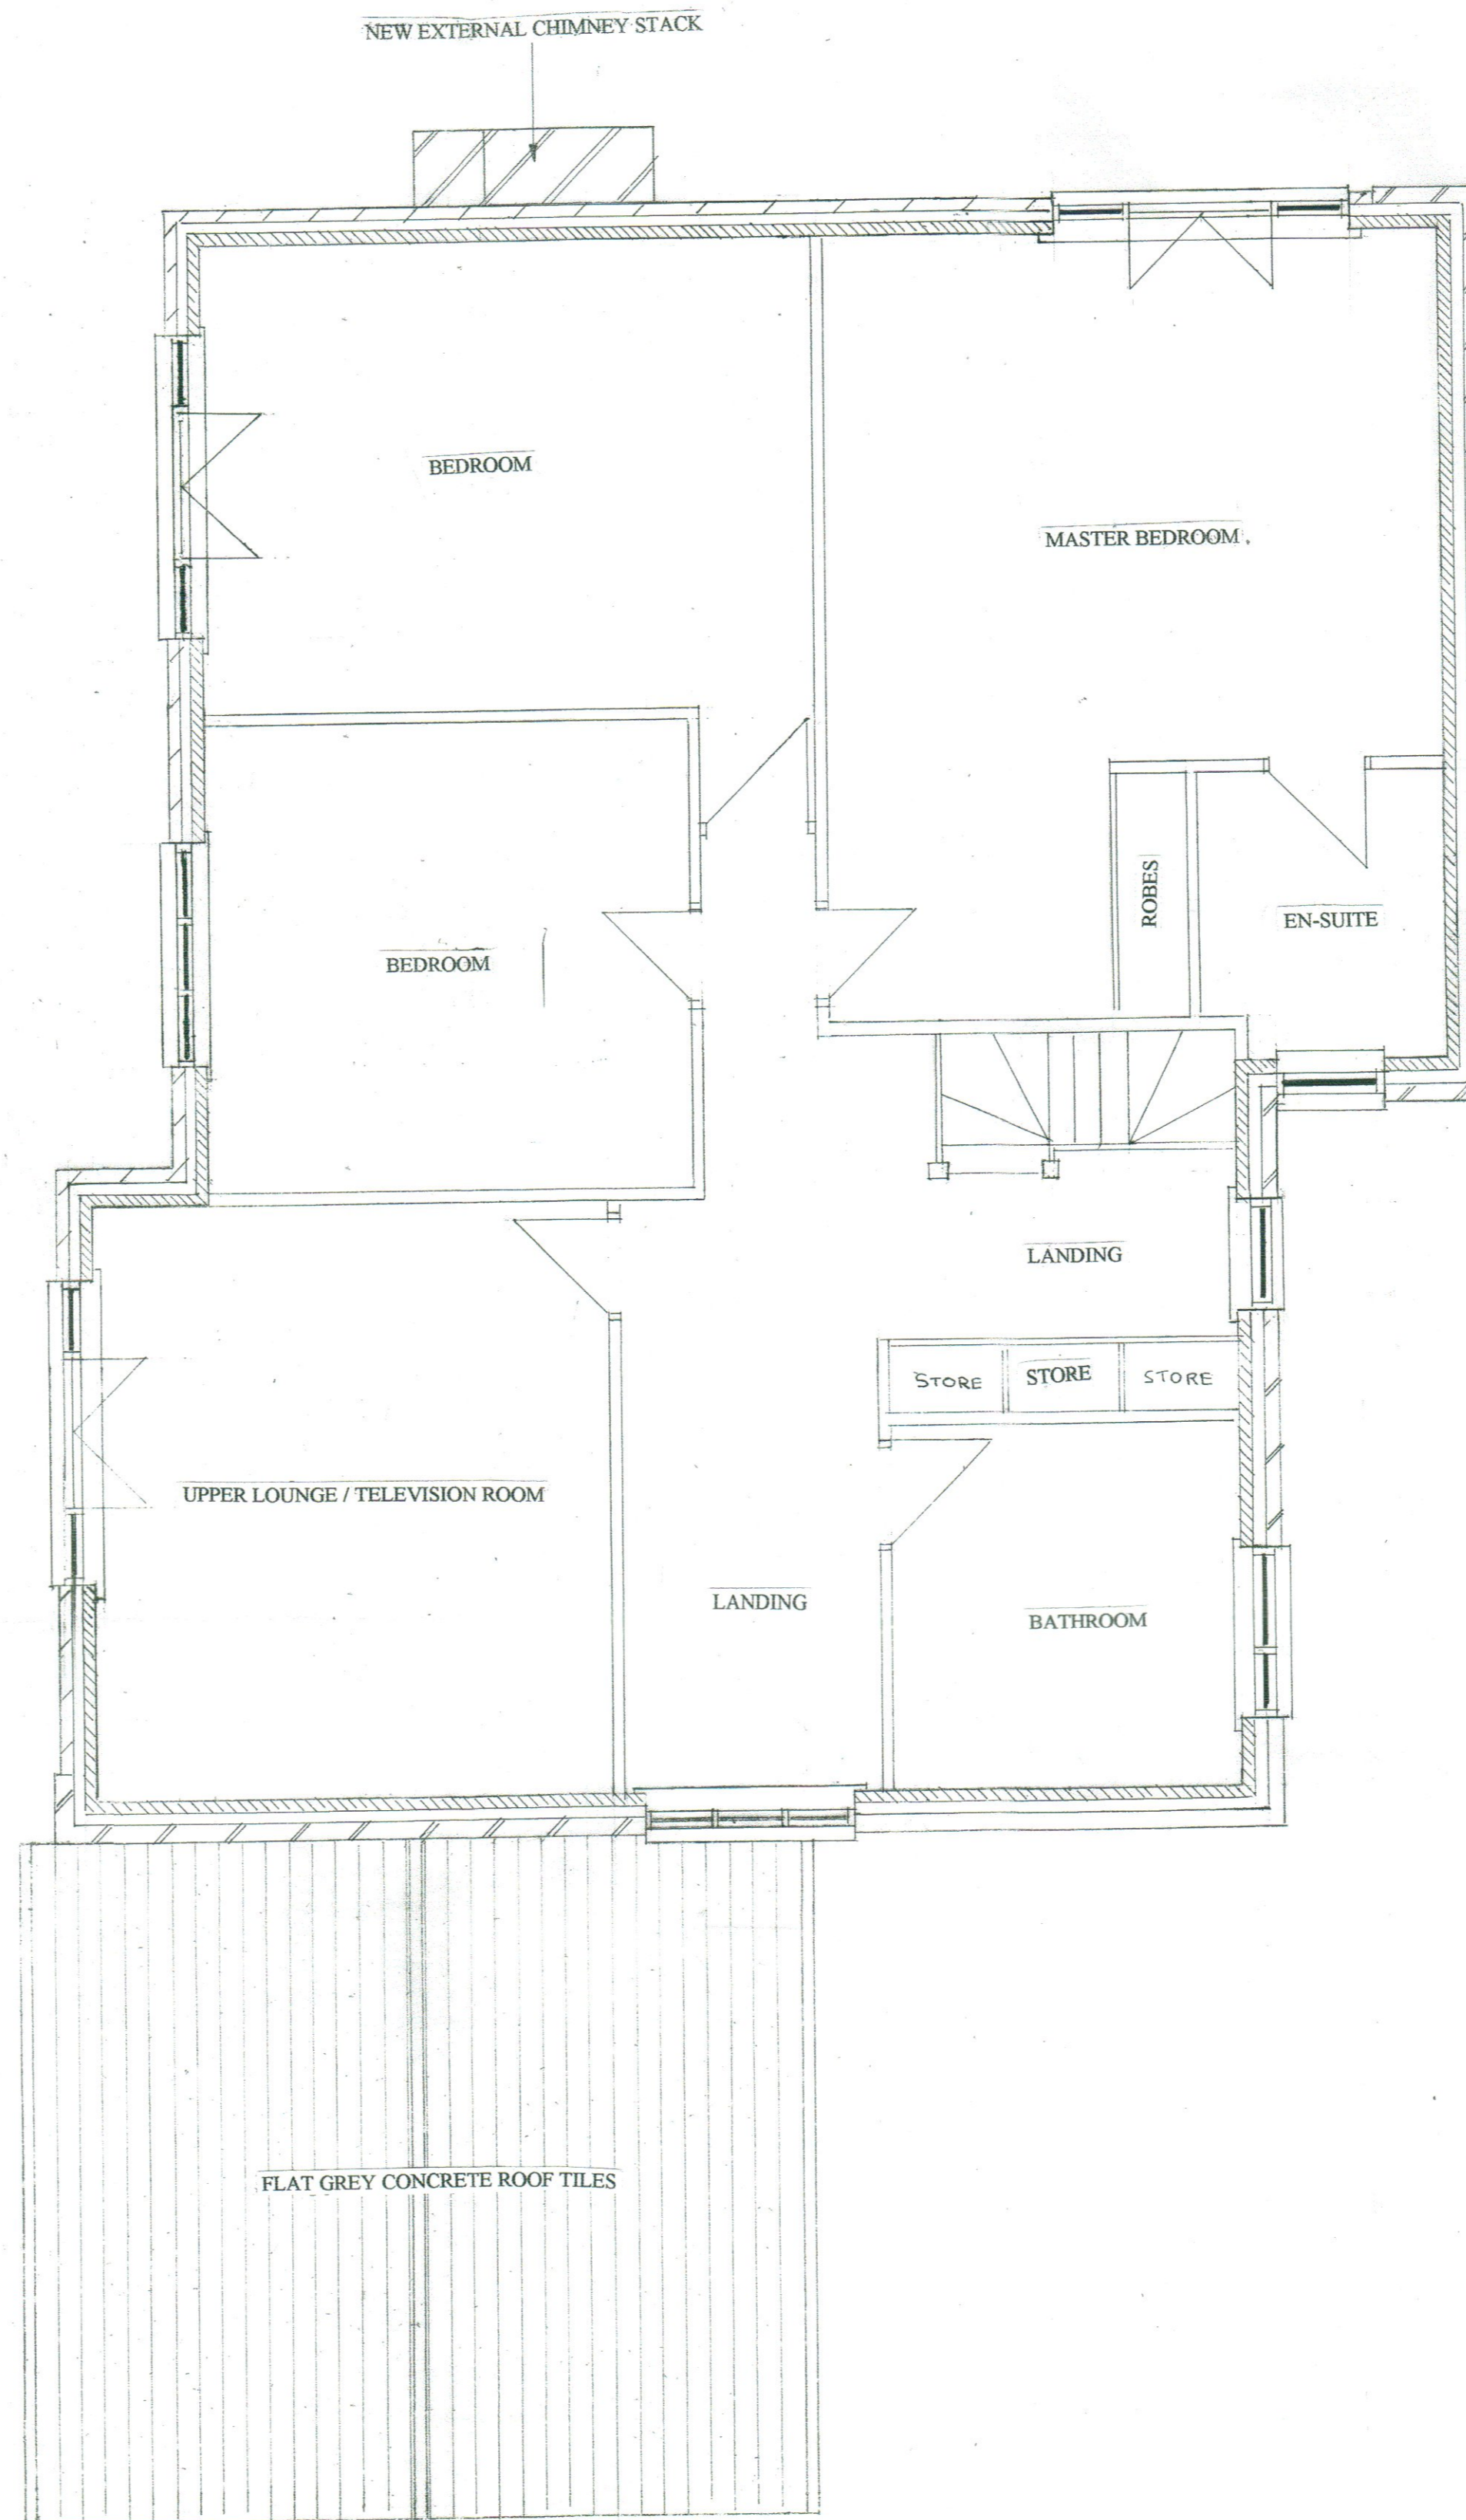 NEW EXTERNAL CHIMNEY STACK
BEDROOM
MASTER BEDROOM
ROBES
EN-SUITE
BEDROOM
LANDING
STORE
STORE
STORE
UPPER LOUNGE / TELEVISION ROOM
LANDING
BATHROOM
FLAT GREY CONCRETE ROOF TILES